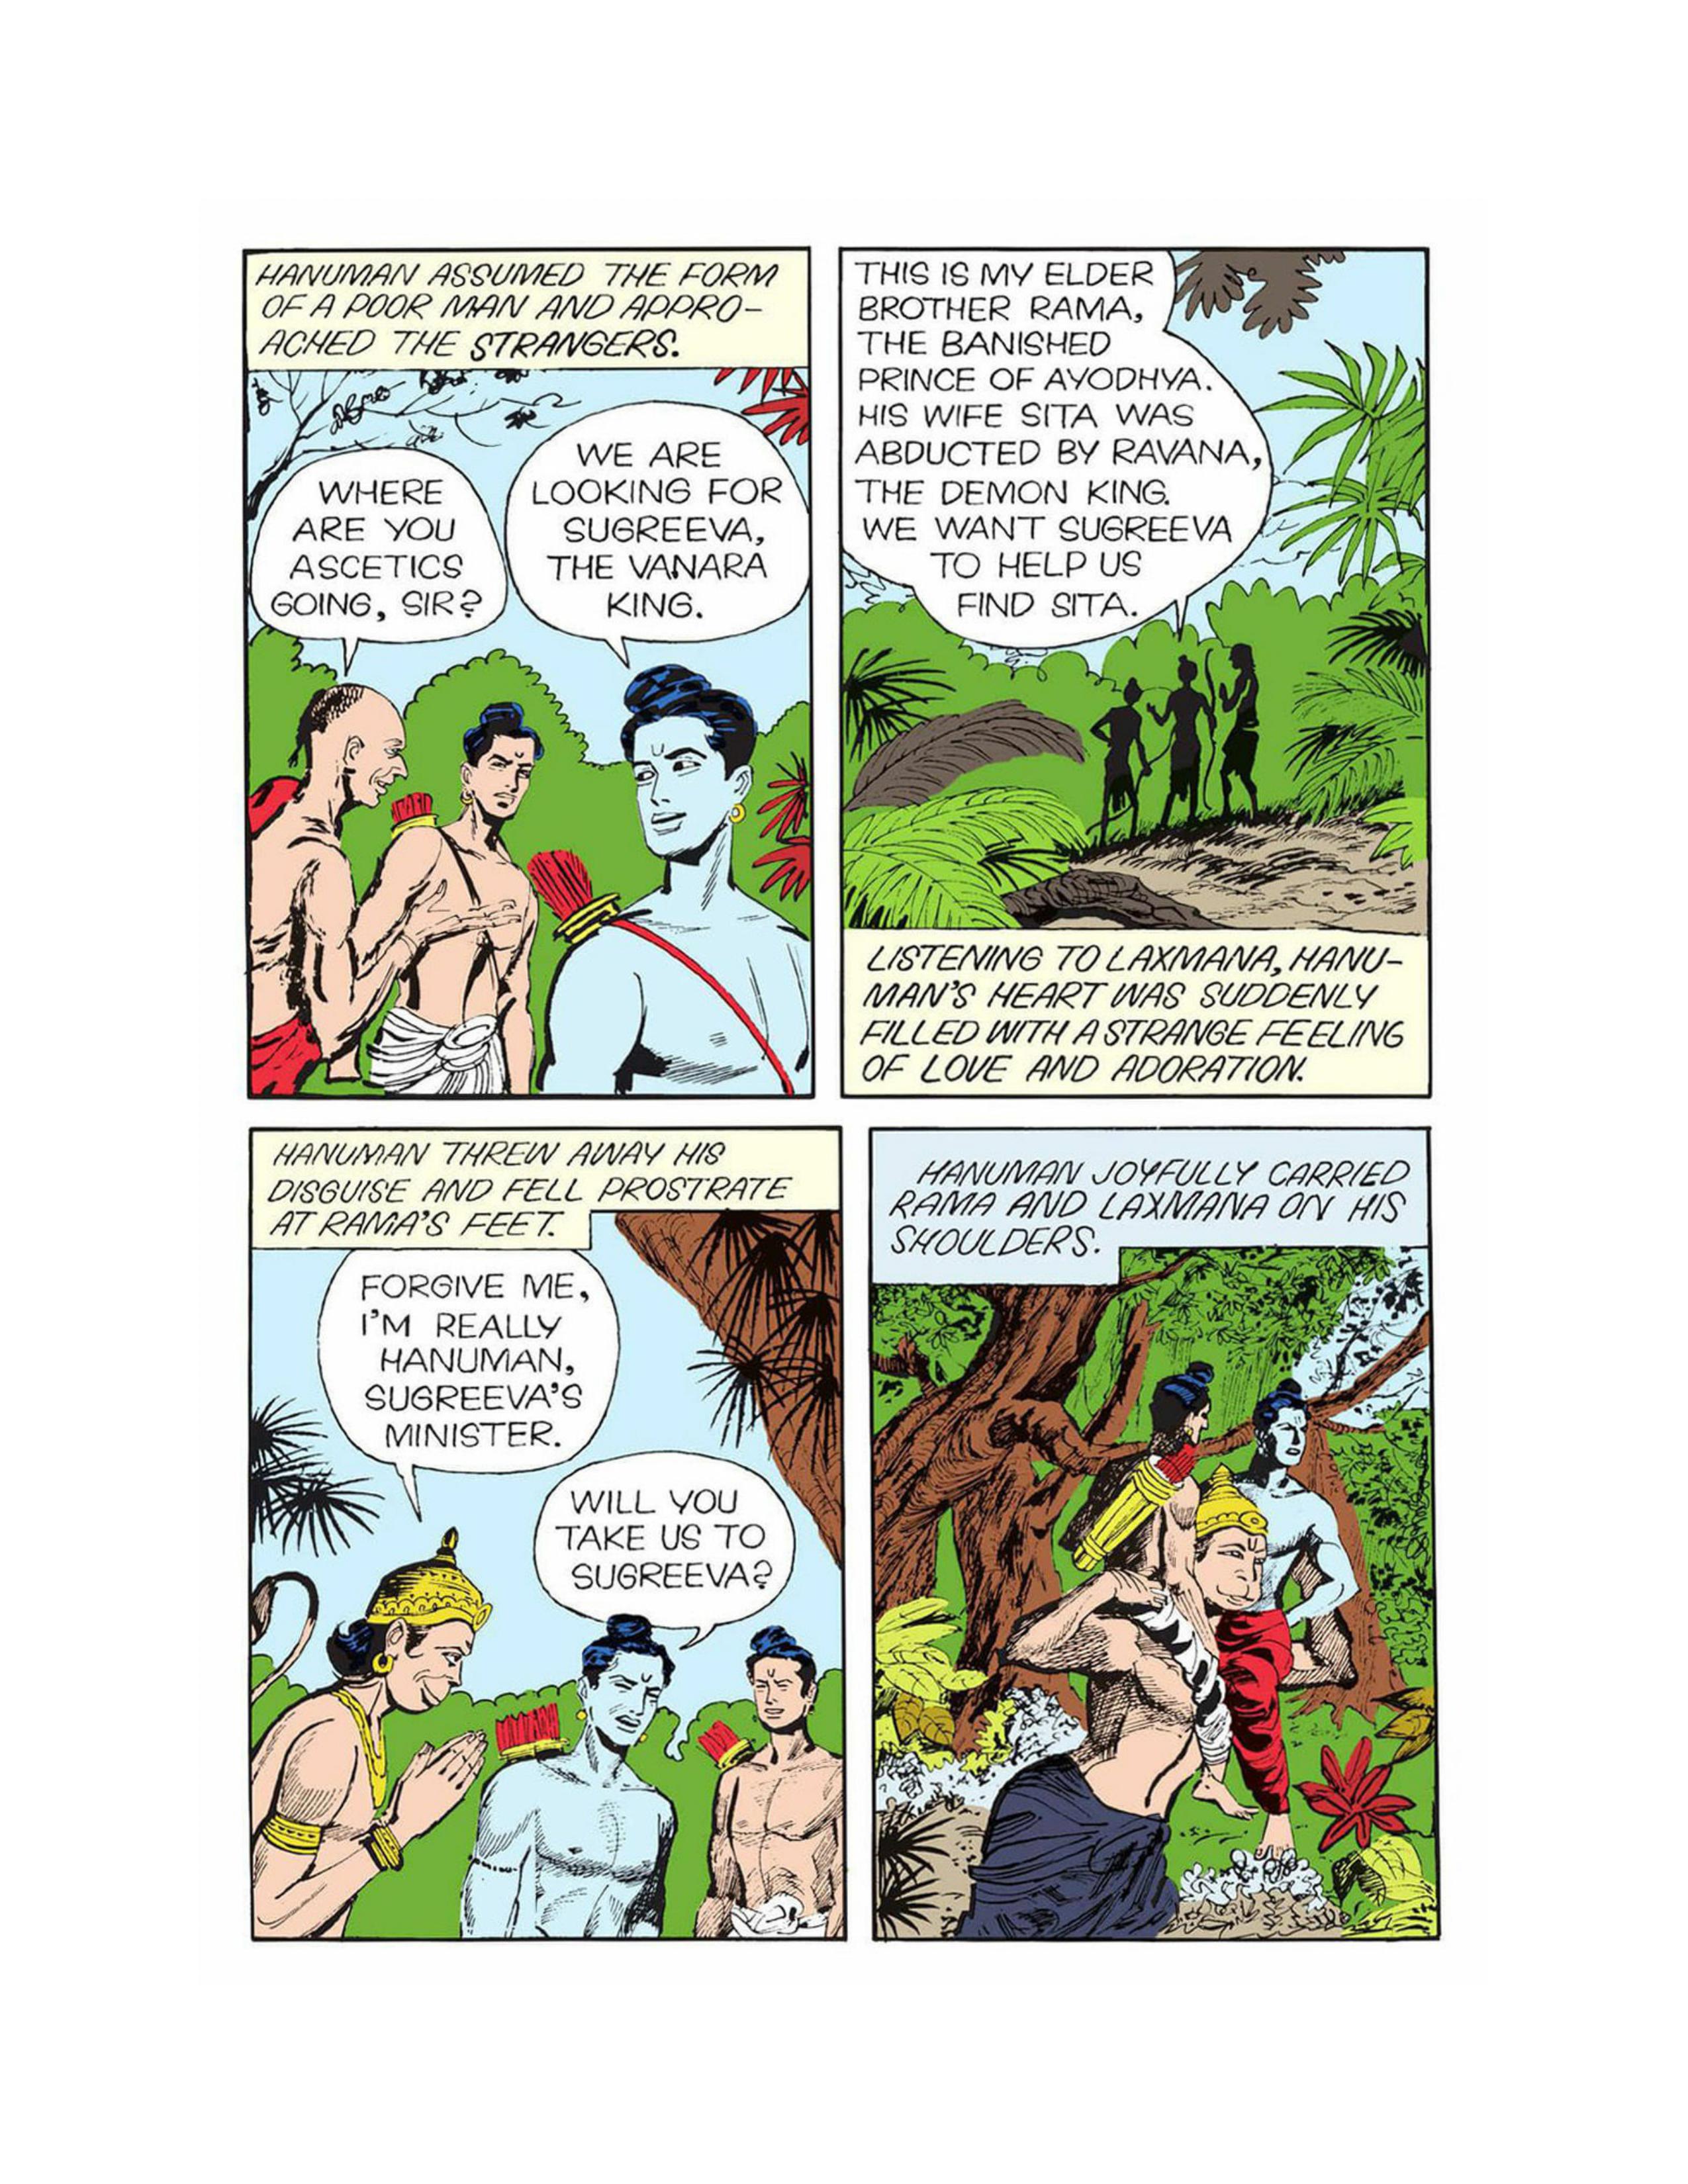 HANUMAN ASSUMED THE FORM
OF A POOR MAN AND APPRO-
ACHED THE STRANGERS.
WHERE
ARE YOU
ASCETICS
GOING, SIR?
WE ARE
LOOKING FOR
SUGREEVA,
THE VANARA
KING.
THIS IS MY ELDER
BROTHER RAMA,
THE BANISHED
PRINCE OF AYODHYA.
HIS WIFE SITA WAS
ABDUCTED BY RAVANA,
THE DEMON KING.
WE WANT SUGREEVA
TO HELP US
FIND SITA.
LISTENING TO LAXMANA, HANU-
MAN'S HEART WAS SUDDENLY
FILLED WITH A STRANGE FEELING
OF LOVE AND ADORATION.
HANUMAN THREW AWAY HIS
DISGUISE AND FELL PROSTRATE
AT RAMA'S FEET.
FORGIVE ME,
I'M REALLY
HANUMAN,
SUGREEVA'S
MINISTER.
WILL YOU
TAKE US TO
SUGREEVA?
HANUMAN JOYFULLY CARRIED
RAMA AND LAXMANA ON HIS
SHOULDERS.